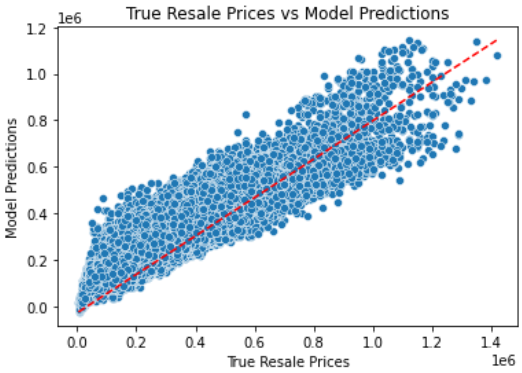 True Resale Prices vs Model Predictions
1e6
1.2
1.0
0.8
0.6
0.4
0.2
0.0
Model Predictions
0.0 0.2 0.4 0.6 0.8 1.0 1.2 1.4
1e6
True Resale Prices